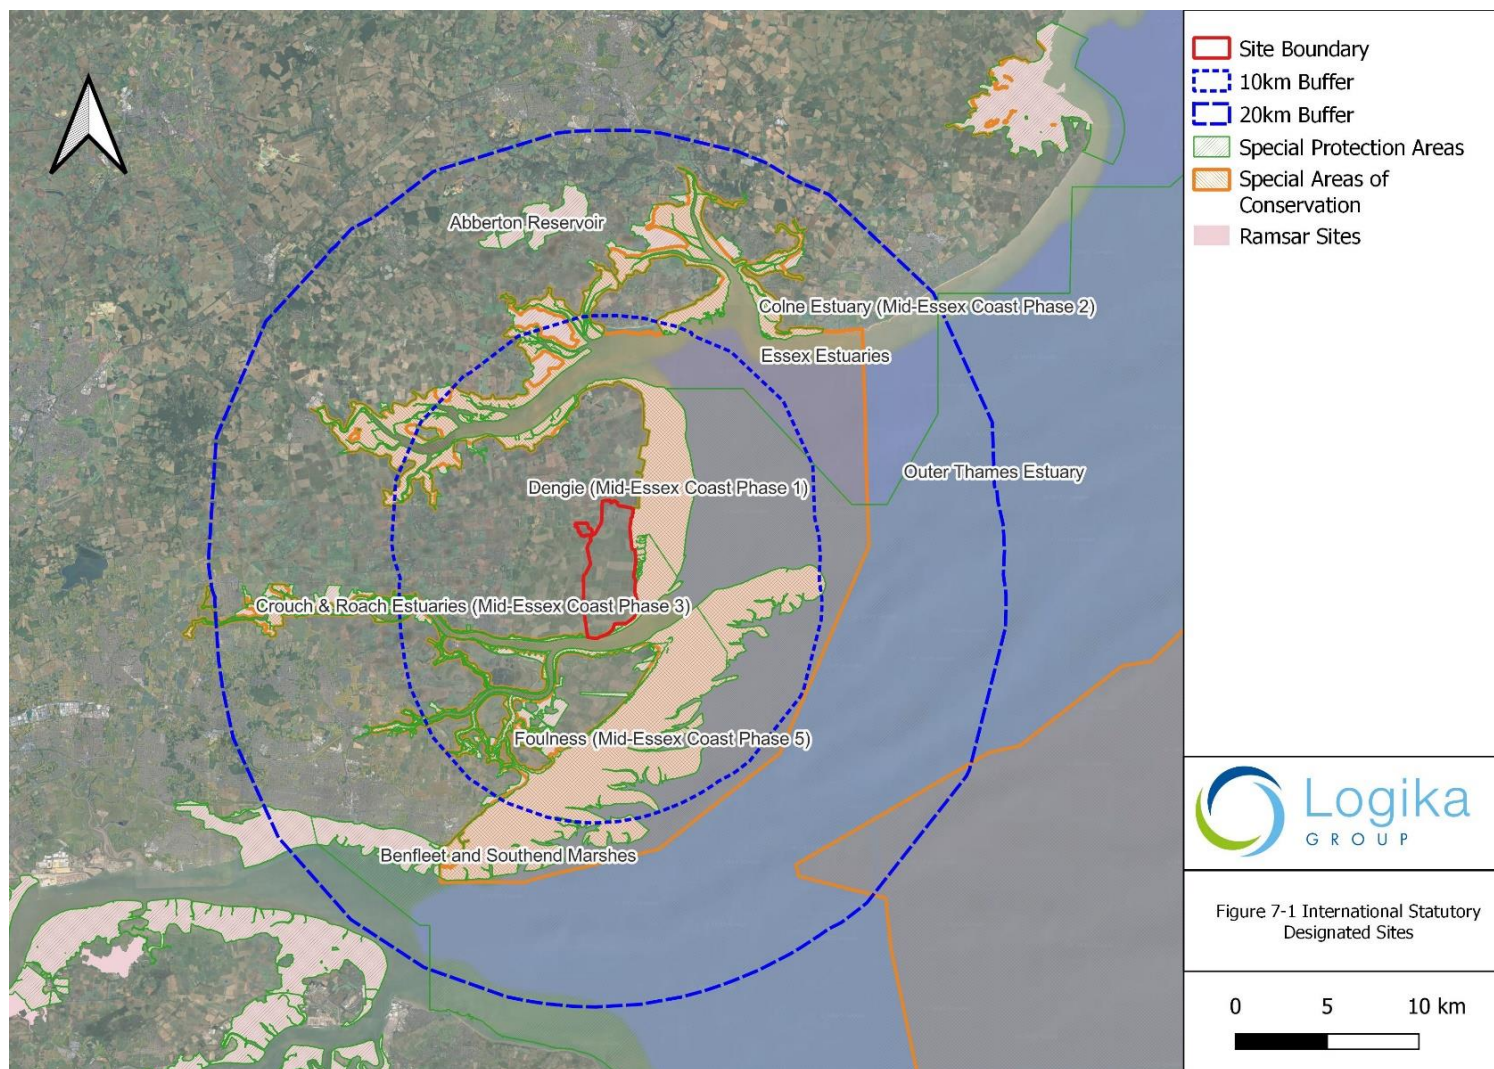 Abberton Reservoir
Colne Estuary (Mid-Essex Coast Phase 2)
Essex Estuaries
Outer Thames Estuary
Dengie (Mid-Essex Coast Phase 1)
Crouch & Roach Estuaries (Mid-Essex Coast Phase 3)
Foulness (Mid-Essex Coast Phase 5)
Benfleet and Southend Marshes
Site Boundary
10km Buffer
20km Buffer
Special Protection Areas
Special Areas of
Conservation
Ramsar Sites
Logika
GROUP
Figure 7-1 International Statutory
Designated Sites
0 5 10 km